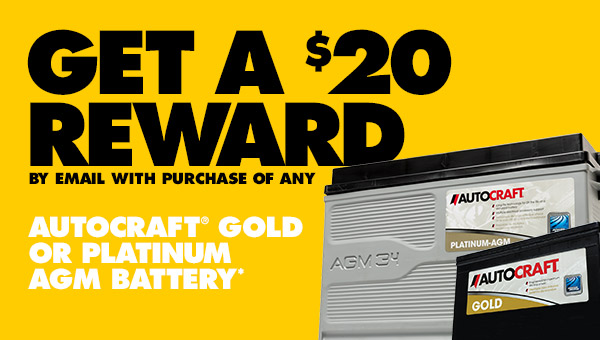 GET A $20
REWARD
BY EMAIL WITH PURCHASE OF ANY
AUTOCRAFT® GOLD
OR PLATINUM
AGM BATTERY*
AUTOCRAFT
PLATINUM-AGM
AGM 34
AUTOCRAFT
GOLD